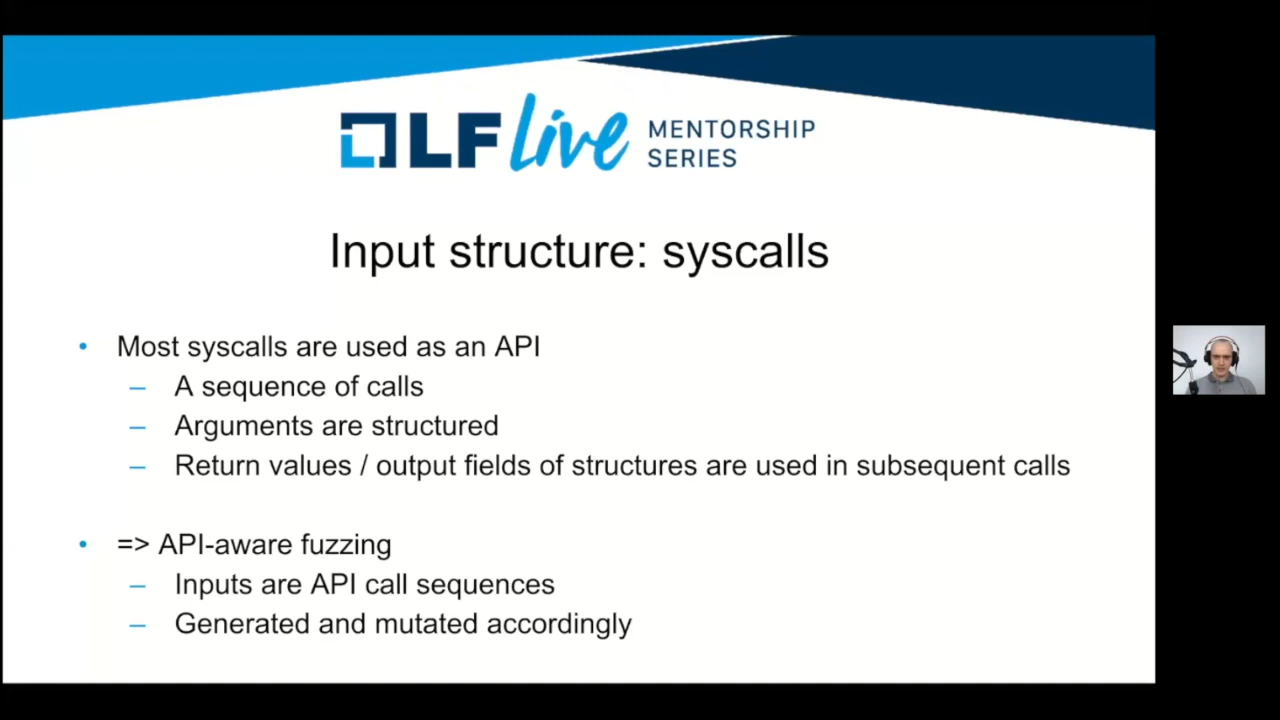 LF Live MENTORSHIP
SERIES
Input structure: syscalls
• Most syscalls are used as an API
– A sequence of calls
– Arguments are structured
– Return values / output fields of structures are used in subsequent calls
• => API-aware fuzzing
– Inputs are API call sequences
– Generated and mutated accordingly